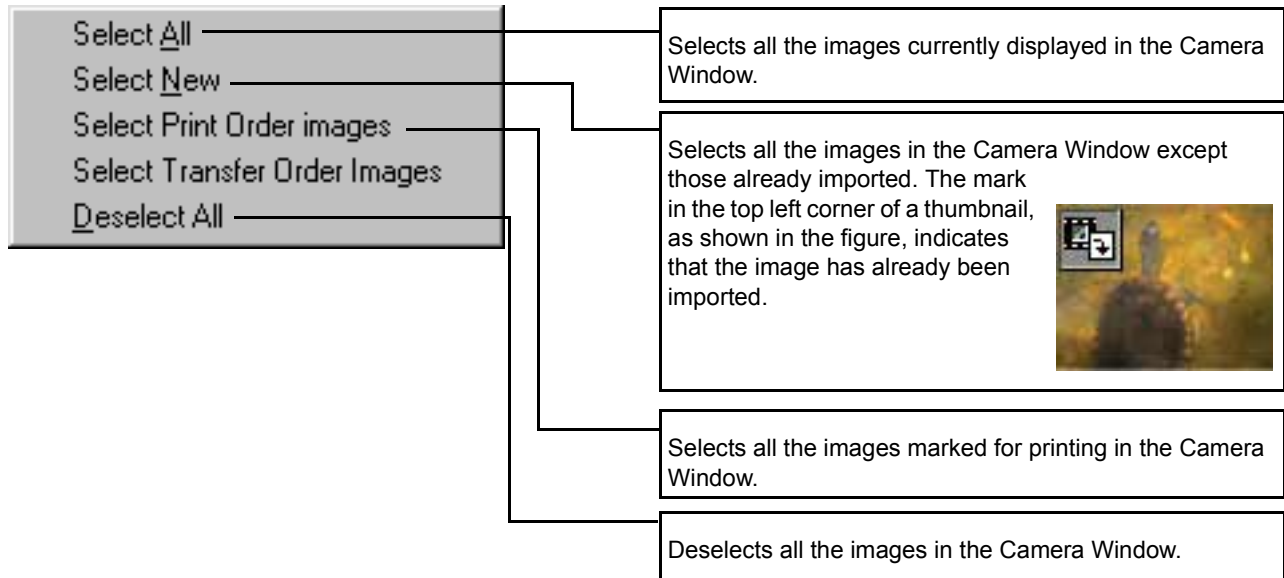 Select All
Select New
Select Print Order images
Select Transfer Order Images
Deselect All
Selects all the images currently displayed in the Camera
Window.
Selects all the images in the Camera Window except
those already imported. The mark
in the top left corner of a thumbnail,
as shown in the figure, indicates
that the image has already been
imported.
Selects all the images marked for printing in the Camera
Window.
Deselects all the images in the Camera Window.